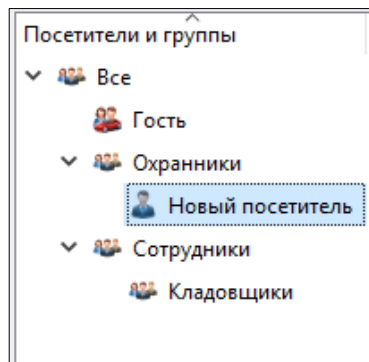 Посетители и группы
Все
Гость
Охранники
Новый посетитель
Сотрудники
Кладовщики